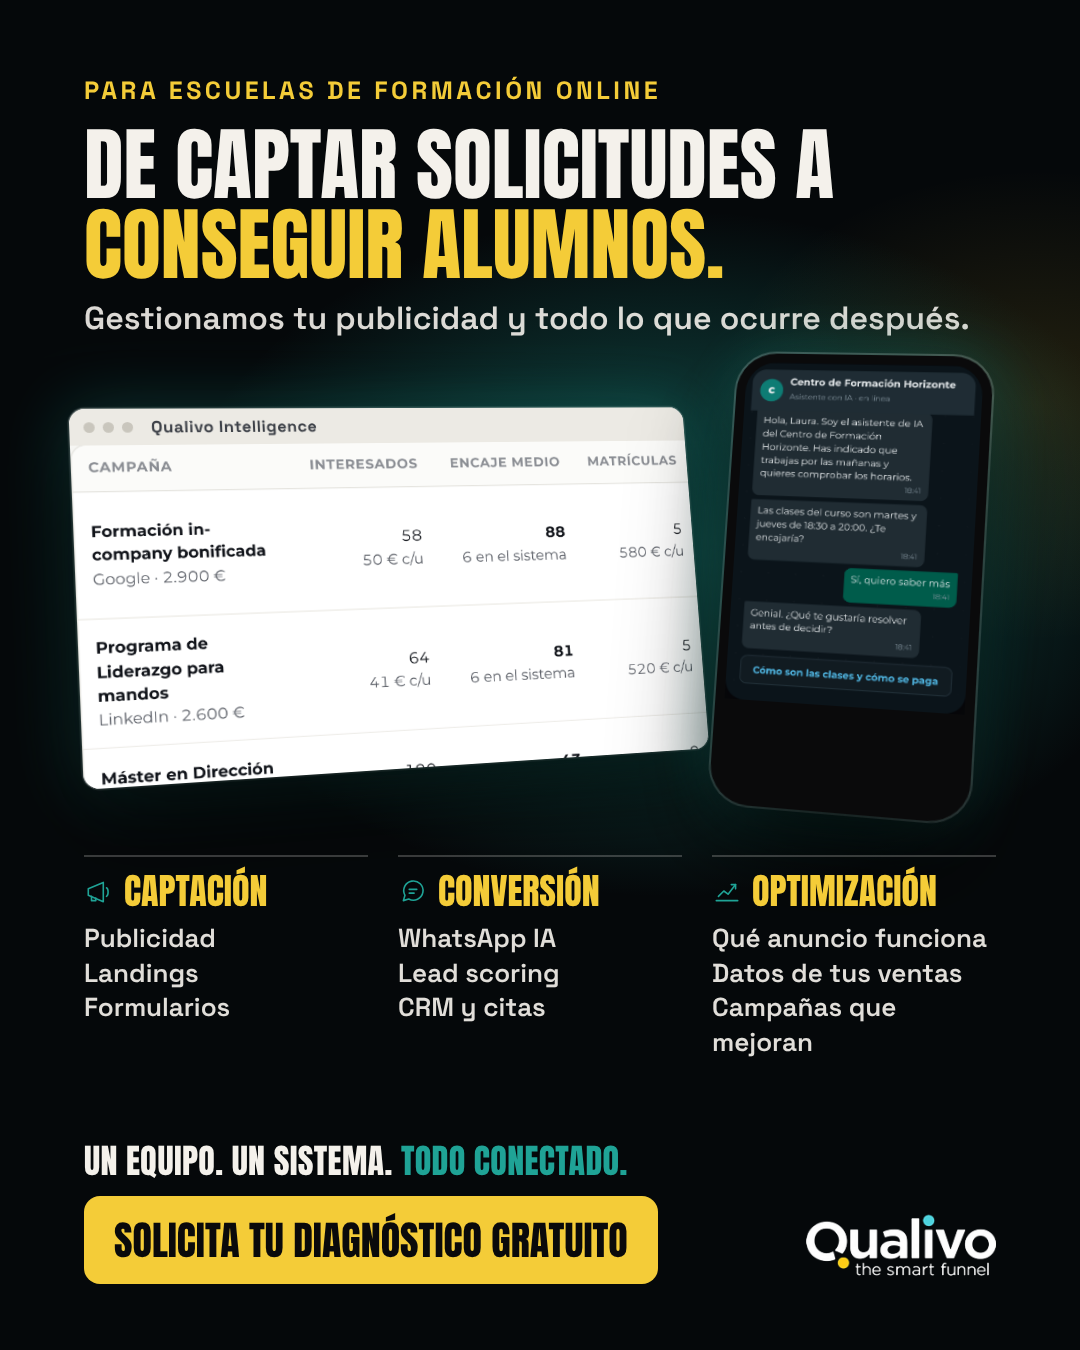 PARA ESCUELAS DE FORMACIÓN ONLINE
DE CAPTAR SOLICITUDES A
CONSEGUIR ALUMNOS.
Gestionamos tu publicidad y todo lo que ocurre después.
Qualivo Intelligence
CAMPAÑA INTERESADOS ENCAJE MEDIO MATRÍCULAS
Formación in-
company bonificada
Google · 2.900 €
58
50 € c/u
88
6 en el sistema
5
580 € c/u
Programa de
Liderazgo para
mandos
LinkedIn · 2.600 €
64
41 € c/u
81
6 en el sistema
5
520 € c/u
Máster en Dirección
c
Centro de Formación Horizonte
Asistente con IA · en línea
Hola, Laura. Soy el asistente de IA
del Centro de Formación
Horizonte. Has indicado que
trabajas por las mañanas y
quieres comprobar los horarios.
18:41
Las clases del curso son martes y
jueves de 18:30 a 20:00. ¿Te
encajaría?
18:41
Sí, quiero saber más
18:41
Genial. ¿Qué te gustaría resolver
antes de decidir?
18:41
Cómo son las clases y cómo se paga
CAPTACIÓN
Publicidad
Landings
Formularios
CONVERSIÓN
WhatsApp IA
Lead scoring
CRM y citas
OPTIMIZACIÓN
Qué anuncio funciona
Datos de tus ventas
Campañas que
mejoran
UN EQUIPO. UN SISTEMA. TODO CONECTADO.
SOLICITA TU DIAGNÓSTICO GRATUITO
Qualivo
the smart funnel